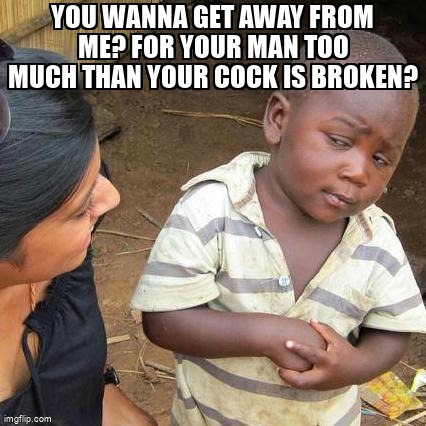 YOU WANNA GET AWAY FROM
ME? FOR YOUR MAN TOO
MUCH THAN YOUR COCK IS BROKEN?
imgflip.com